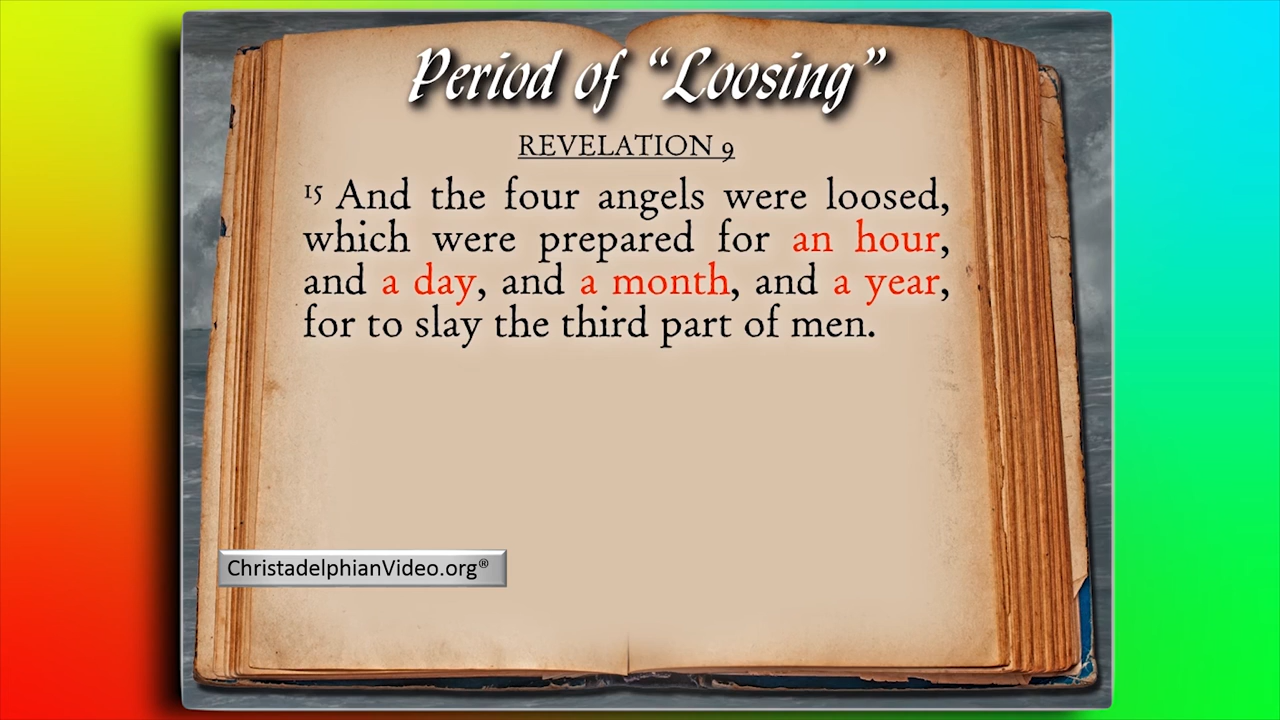 Period of “Loosing”
REVELATION 9
15 And the four angels were loosed,
which were prepared for an hour,
and a day, and a month, and a year,
for to slay the third part of men.
ChristadelphianVideo.org®